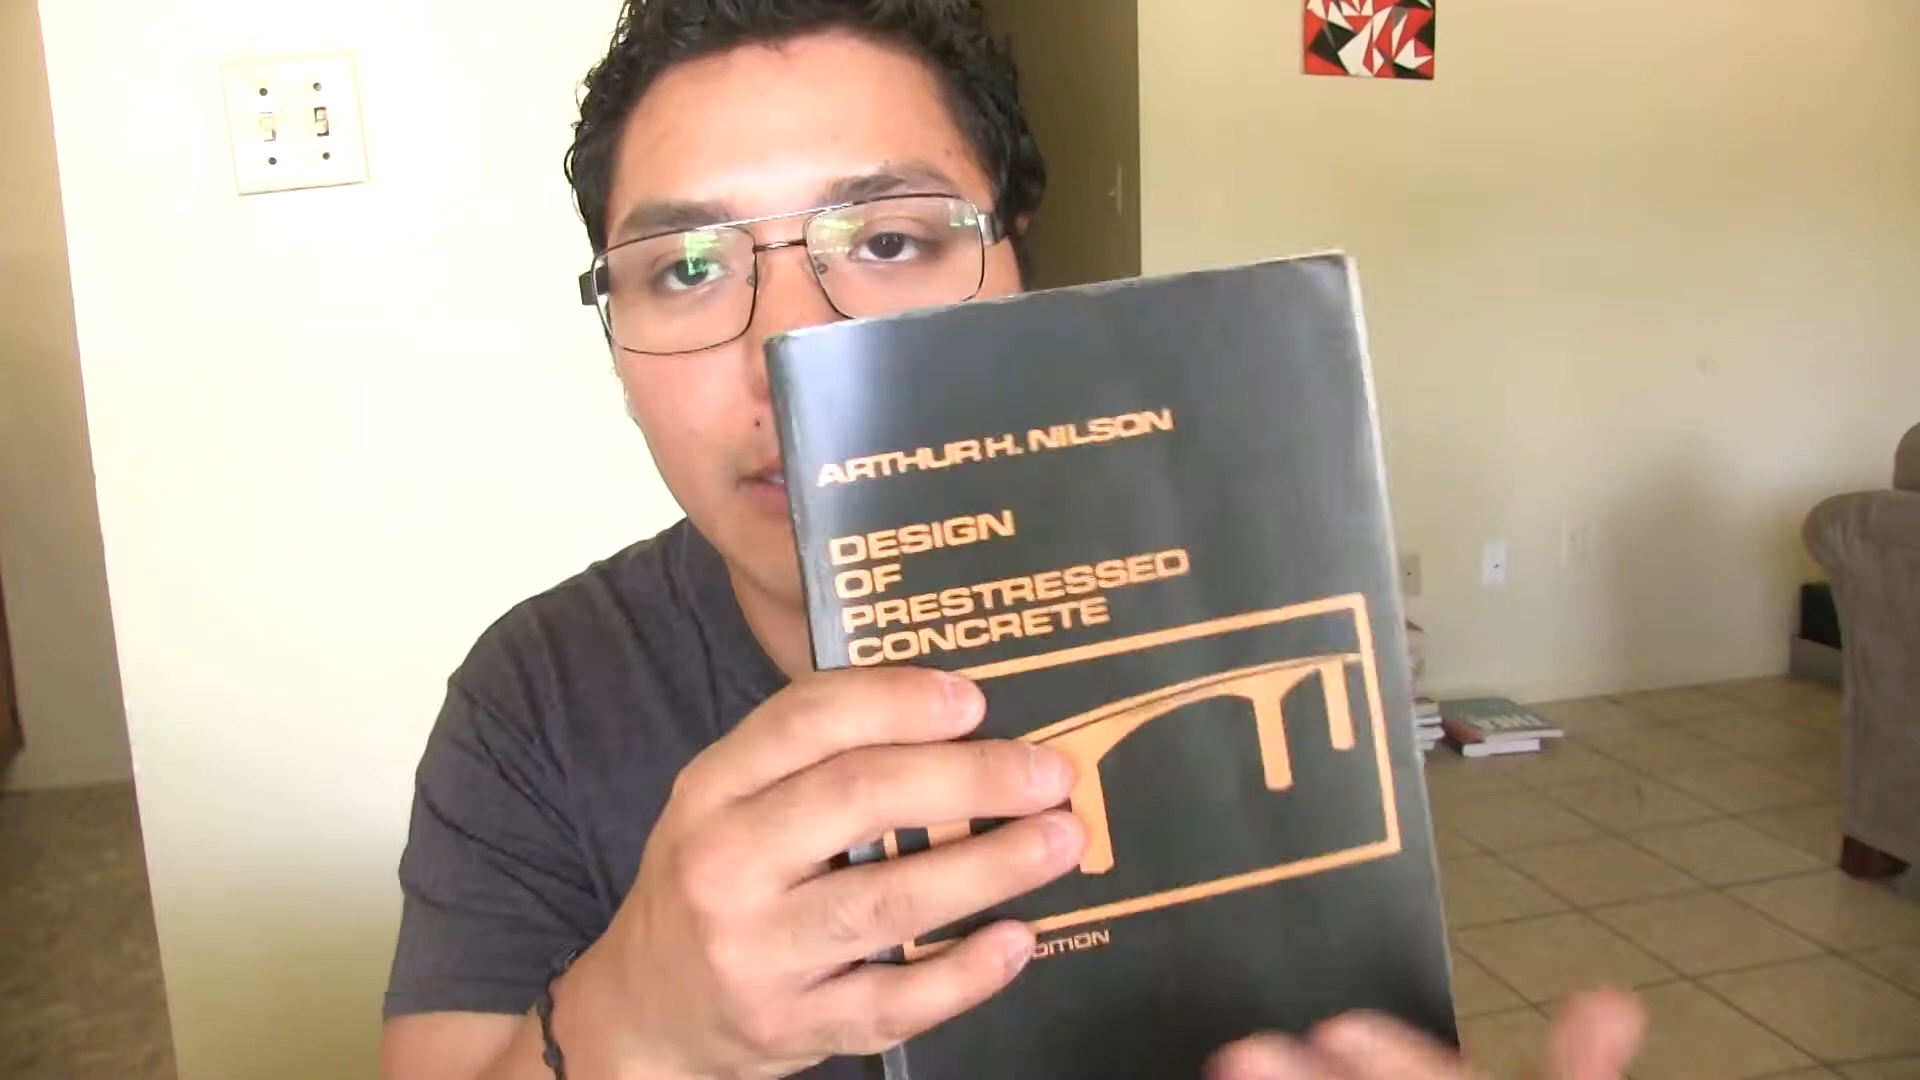 ARTHUR H. NILSON
DESIGN
OF
PRESTRESSED
CONCRETE